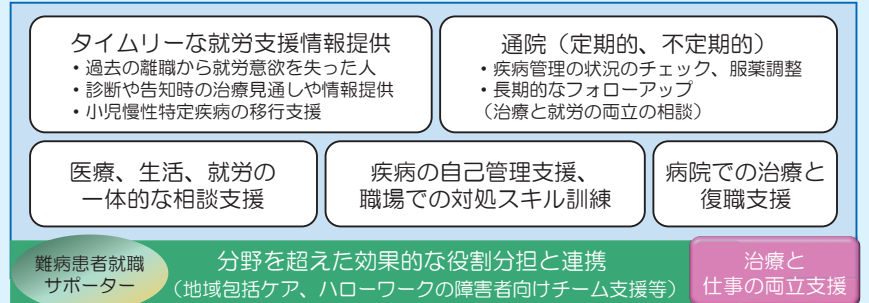 タイムリーな就労支援情報提供
・過去の離職から就労意欲を失った人
・診断や告知時の治療見通しや情報提供
・小児慢性特定疾病の移行支援
通院（定期的、不定期的）
・疾病管理の状況のチェック、服薬調整
・長期的なフォローアップ
（治療と就労の両立の相談）
医療、生活、就労の
一体的な相談支援
疾病の自己管理支援、
職場での対処スキル訓練
病院での治療と
復職支援
難病患者就職
サポーター
分野を超えた効果的な役割分担と連携
（地域包括ケア、ハローワークの障害者向けチーム支援等）
治療と
仕事の両立支援